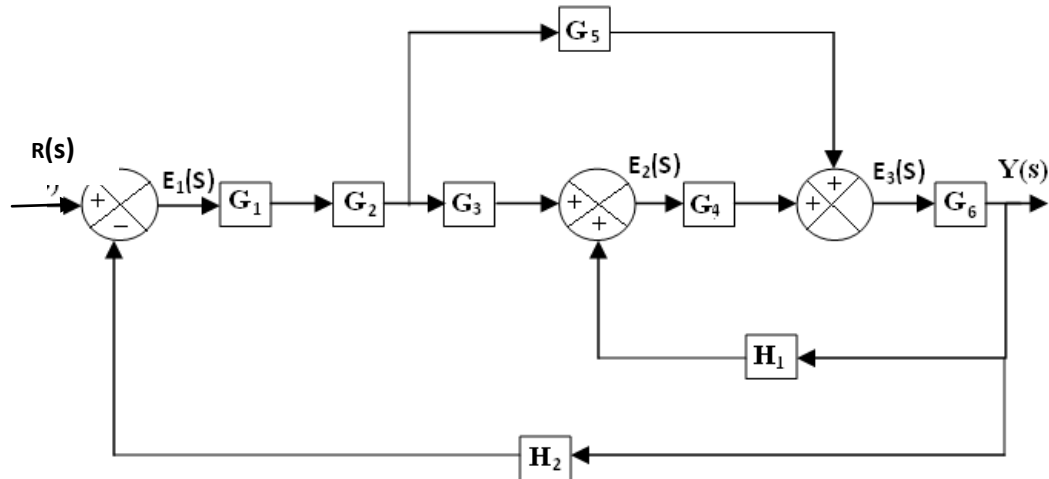 G₅
R(s)
E₁(S)
E₂(S)
E₃(S)
Y(s)
+
−
G₁
G₂
G₃
+
+
G₄
+
+
G₆
H₁
H₂